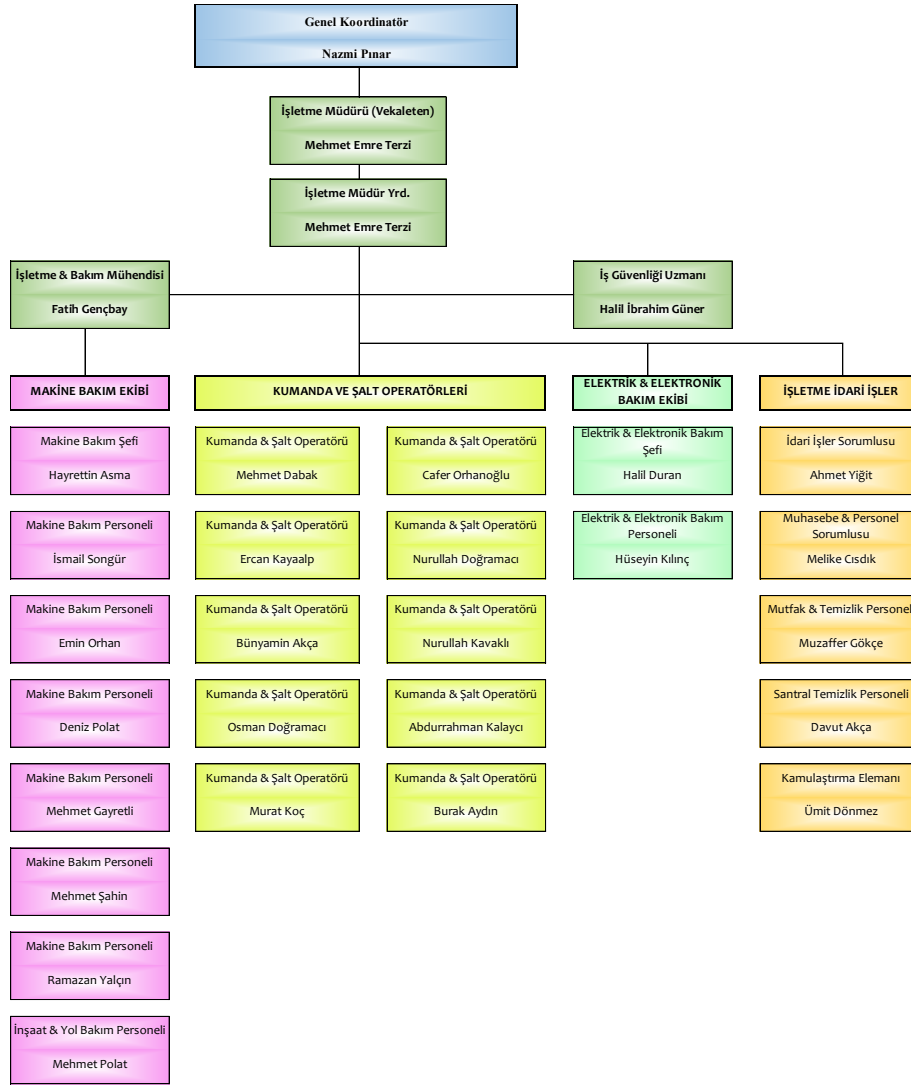 Genel Koordinatör
Nazmi Pınar
İşletme Müdürü (Vekaleten)
Mehmet Emre Terzi
İşletme Müdür Yrd.
Mehmet Emre Terzi
İşletme & Bakım Mühendisi
Fatih Gençbay
İş Güvenliği Uzmanı
Halil İbrahim Güner
MAKİNE BAKIM EKİBİ
Makine Bakım Şefi
Hayrettin Asma
Makine Bakım Personeli
İsmail Songür
Makine Bakım Personeli
Emin Orhan
Makine Bakım Personeli
Deniz Polat
Makine Bakım Personeli
Mehmet Gayretli
Makine Bakım Personeli
Mehmet Şahin
Makine Bakım Personeli
Ramazan Yalçın
İnşaat & Yol Bakım Personeli
Mehmet Polat
KUMANDA VE ŞALT OPERATÖRLERİ
Kumanda & Şalt Operatörü
Mehmet Dabak
Kumanda & Şalt Operatörü
Ercan Kayaalp
Kumanda & Şalt Operatörü
Bünyamin Akça
Kumanda & Şalt Operatörü
Osman Doğramacı
Kumanda & Şalt Operatörü
Murat Koç
Kumanda & Şalt Operatörü
Cafer Orhanoğlu
Kumanda & Şalt Operatörü
Nurullah Doğramacı
Kumanda & Şalt Operatörü
Nurullah Kavaklı
Kumanda & Şalt Operatörü
Abdurrahman Kalaycı
Kumanda & Şalt Operatörü
Burak Aydın
ELEKTRİK & ELEKTRONİK
BAKIM EKİBİ
Elektrik & Elektronik Bakım
Şefi
Halil Duran
Elektrik & Elektronik Bakım
Personeli
Hüseyin Kılınç
İŞLETME İDARİ İŞLER
İdari İşler Sorumlusu
Ahmet Yiğit
Muhasebe & Personel
Sorumlusu
Melike Cısdık
Mutfak & Temizlik Personel
Muzaffer Gökçe
Santral Temizlik Personeli
Davut Akça
Kamulaştırma Elemanı
Ümit Dönmez